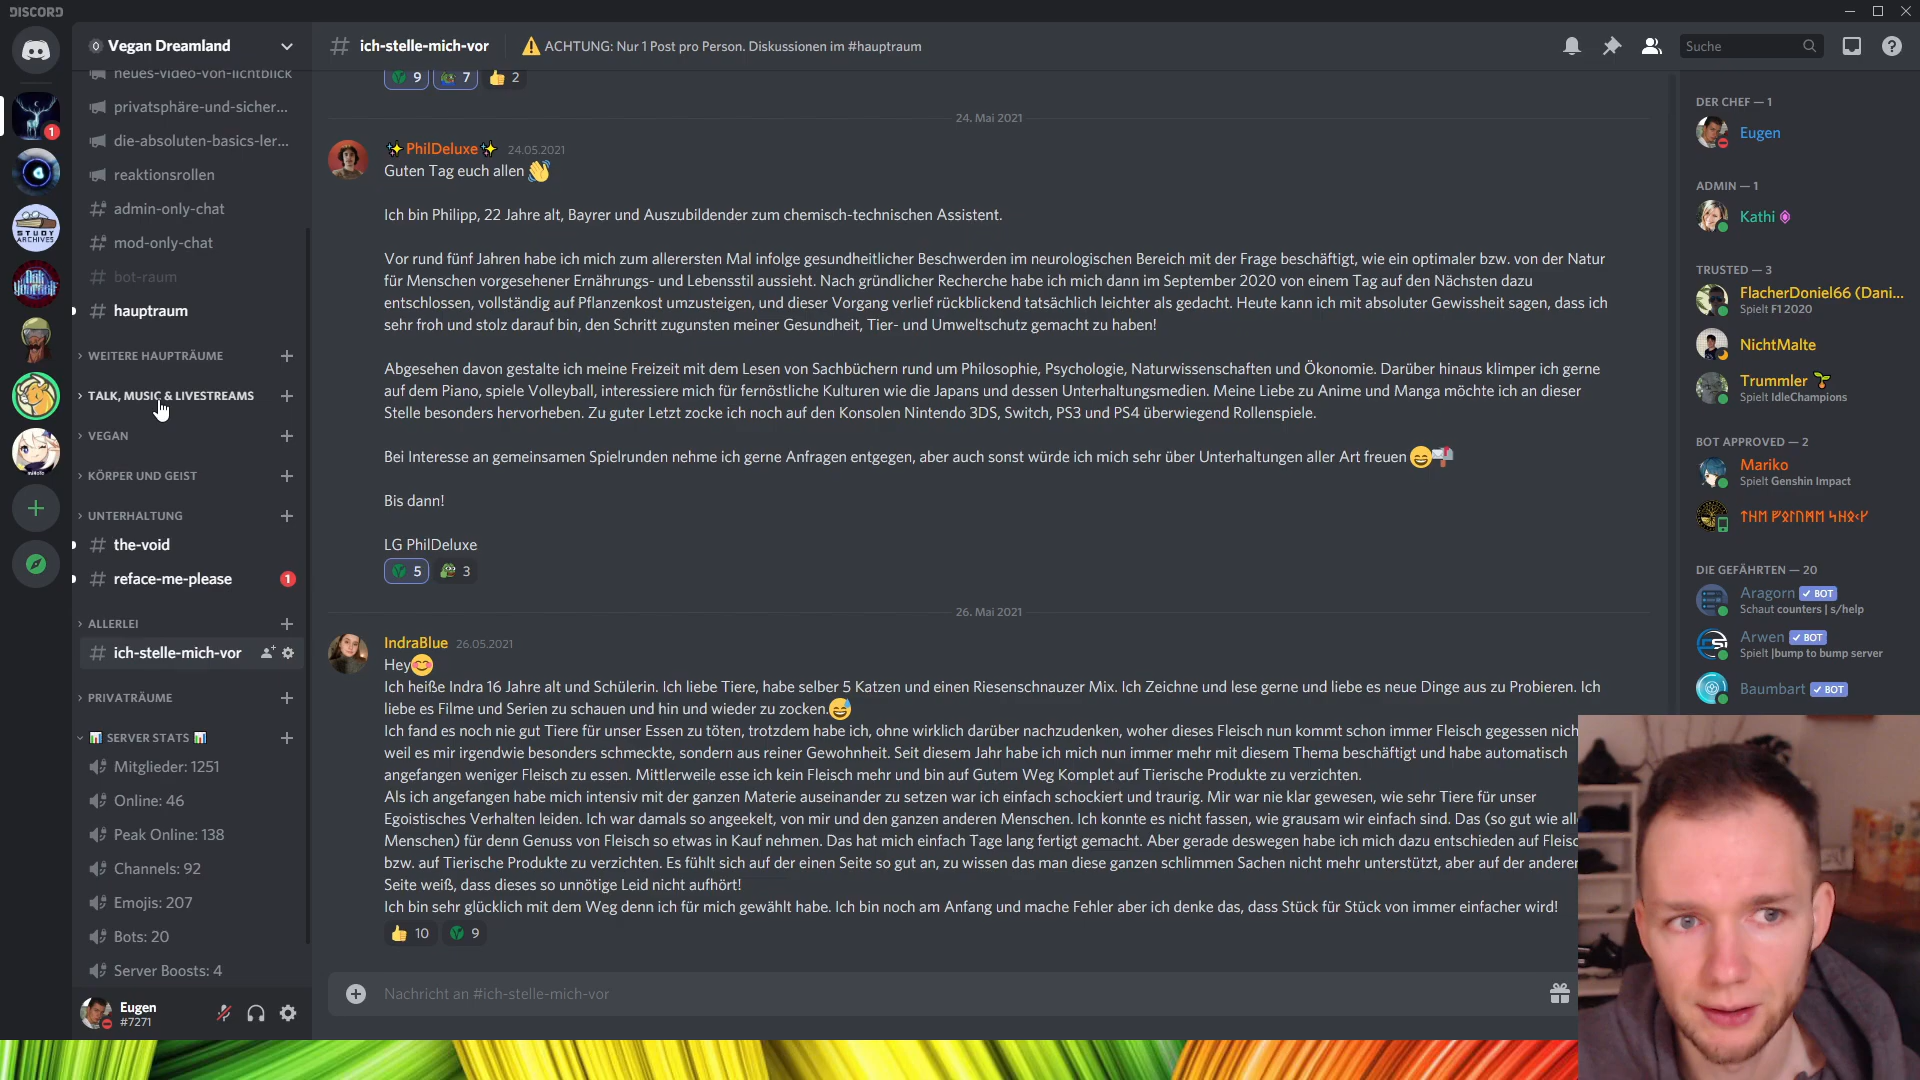 DISCORD
Vegan Dreamland
neues-video-von-lichtblick
privatsphäre-und-sicher...
die-absoluten-basics-ler...
reaktionsrollen
admin-only-chat
mod-only-chat
bot-raum
hauptraum
WEITERE HAUPTRÄUME
TALK, MUSIC & LIVESTREAMS
VEGAN
KÖRPER UND GEIST
UNTERHALTUNG
the-void
reface-me-please 1
ALLERLEI
ich-stelle-mich-vor
PRIVATRÄUME
SERVER STATS
Mitglieder: 1251
Online: 46
Peak Online: 138
Channels: 92
Emojis: 207
Bots: 20
Server Boosts: 4
Eugen
#7271
1
STUDY
ARCHIVES
# ich-stelle-mich-vor ⚠️ ACHTUNG: Nur 1 Post pro Person. Diskussionen im #hauptraum
Suche
9 7 👍 2
24. Mai 2021
✨ PhilDeluxe ✨ 24.05.2021
Guten Tag euch allen 👋
Ich bin Philipp, 22 Jahre alt, Bayrer und Auszubildender zum chemisch-technischen Assistent.
Vor rund fünf Jahren habe ich mich zum allerersten Mal infolge gesundheitlicher Beschwerden im neurologischen Bereich mit der Frage beschäftigt, wie ein optimaler bzw. von der Natur
für Menschen vorgesehener Ernährungs- und Lebensstil aussieht. Nach gründlicher Recherche habe ich mich dann im September 2020 von einem Tag auf den Nächsten dazu
entschlossen, vollständig auf Pflanzenkost umzusteigen, und dieser Vorgang verlief rückblickend tatsächlich leichter als gedacht. Heute kann ich mit absoluter Gewissheit sagen, dass ich
sehr froh und stolz darauf bin, den Schritt zugunsten meiner Gesundheit, Tier- und Umweltschutz gemacht zu haben!
Abgesehen davon gestalte ich meine Freizeit mit dem Lesen von Sachbüchern rund um Philosophie, Psychologie, Naturwissenschaften und Ökonomie. Darüber hinaus klimper ich gerne
auf dem Piano, spiele Volleyball, interessiere mich für fernöstliche Kulturen wie die Japans und dessen Unterhaltungsmedien. Meine Liebe zu Anime und Manga möchte ich an dieser
Stelle besonders hervorheben. Zu guter Letzt zocke ich noch auf den Konsolen Nintendo 3DS, Switch, PS3 und PS4 überwiegend Rollenspiele.
Bei Interesse an gemeinsamen Spielrunden nehme ich gerne Anfragen entgegen, aber auch sonst würde ich mich sehr über Unterhaltungen aller Art freuen 😄📬
Bis dann!
LG PhilDeluxe
5 3
26. Mai 2021
IndraBlue 26.05.2021
Hey😊
Ich heiße Indra 16 Jahre alt und Schülerin. Ich liebe Tiere, habe selber 5 Katzen und einen Riesenschnauzer Mix. Ich Zeichne und lese gerne und liebe es neue Dinge aus zu Probieren. Ich
liebe es Filme und Serien zu schauen und hin und wieder zu zocken.😅
Ich fand es noch nie gut Tiere für unser Essen zu töten, trotzdem habe ich, ohne wirklich darüber nachzudenken, woher dieses Fleisch nun kommt schon immer Fleisch gegessen nich
weil es mir irgendwie besonders schmeckte, sondern aus reiner Gewohnheit. Seit diesem Jahr habe ich mich nun immer mehr mit diesem Thema beschäftigt und habe automatisch
angefangen weniger Fleisch zu essen. Mittlerweile esse ich kein Fleisch mehr und bin auf Gutem Weg Komplet auf Tierische Produkte zu verzichten.
Als ich angefangen habe mich intensiv mit der ganzen Materie auseinander zu setzen war ich einfach schockiert und traurig. Mir war nie klar gewesen, wie sehr Tiere für unser
Egoistisches Verhalten leiden. Ich war damals so angeekelt, von mir und den ganzen anderen Menschen. Ich konnte es nicht fassen, wie grausam wir einfach sind. Das (so gut wie all
Menschen) für denn Genuss von Fleisch so etwas in Kauf nehmen. Das hat mich einfach Tage lang fertig gemacht. Aber gerade deswegen habe ich mich dazu entschieden auf Fleisc
bzw. auf Tierische Produkte zu verzichten. Es fühlt sich auf der einen Seite so gut an, zu wissen das man diese ganzen schlimmen Sachen nicht mehr unterstützt, aber auf der anderen
Seite weiß, dass dieses so unnötige Leid nicht aufhört!
Ich bin sehr glücklich mit dem Weg denn ich für mich gewählt habe. Ich bin noch am Anfang und mache Fehler aber ich denke das, dass Stück für Stück von immer einfacher wird!
👍 10 9
Nachricht an #ich-stelle-mich-vor
DER CHEF — 1
Eugen
ADMIN — 1
Kathi
TRUSTED — 3
FlacherDoniel66 (Dani...
Spielt F1 2020
NichtMalte
Trummler 🌱
Spielt IdleChampions
BOT APPROVED — 2
Mariko
Spielt Genshin Impact
DIE GEFÄHRTEN — 20
Aragorn ✓ BOT
Schaut counters | s/help
Arwen ✓ BOT
Spielt |bump to bump server
Baumbart ✓ BOT